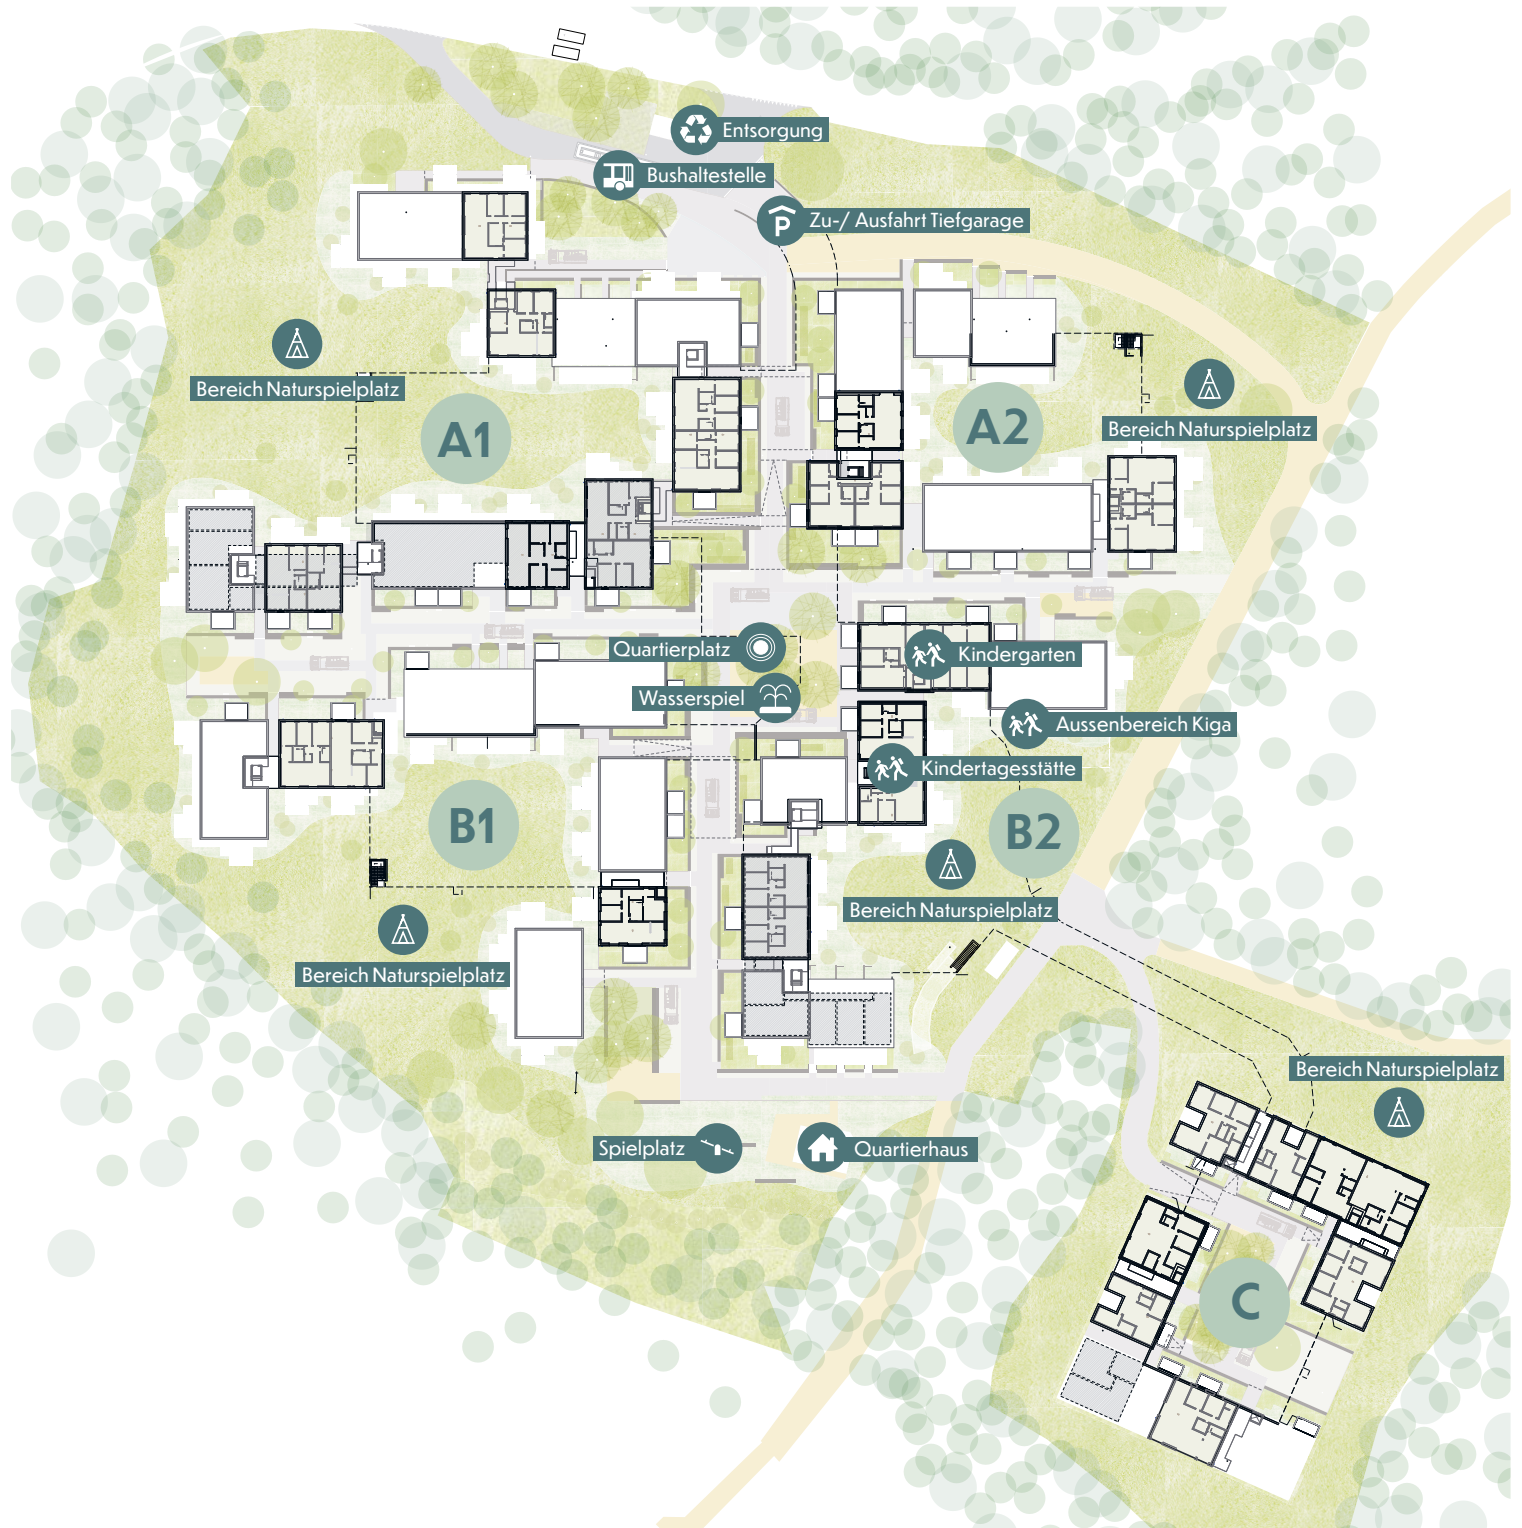 Entsorgung
Bushaltestelle
P
Zu-/ Ausfahrt Tiefgarage
Bereich Naturspielplatz
A1
A2
Bereich Naturspielplatz
Quartierplatz
Kindergarten
Wasserspiel
Aussenbereich Kiga
Kindertagesstätte
B1
B2
Bereich Naturspielplatz
Bereich Naturspielplatz
Bereich Naturspielplatz
Spielplatz
Quartierhaus
C